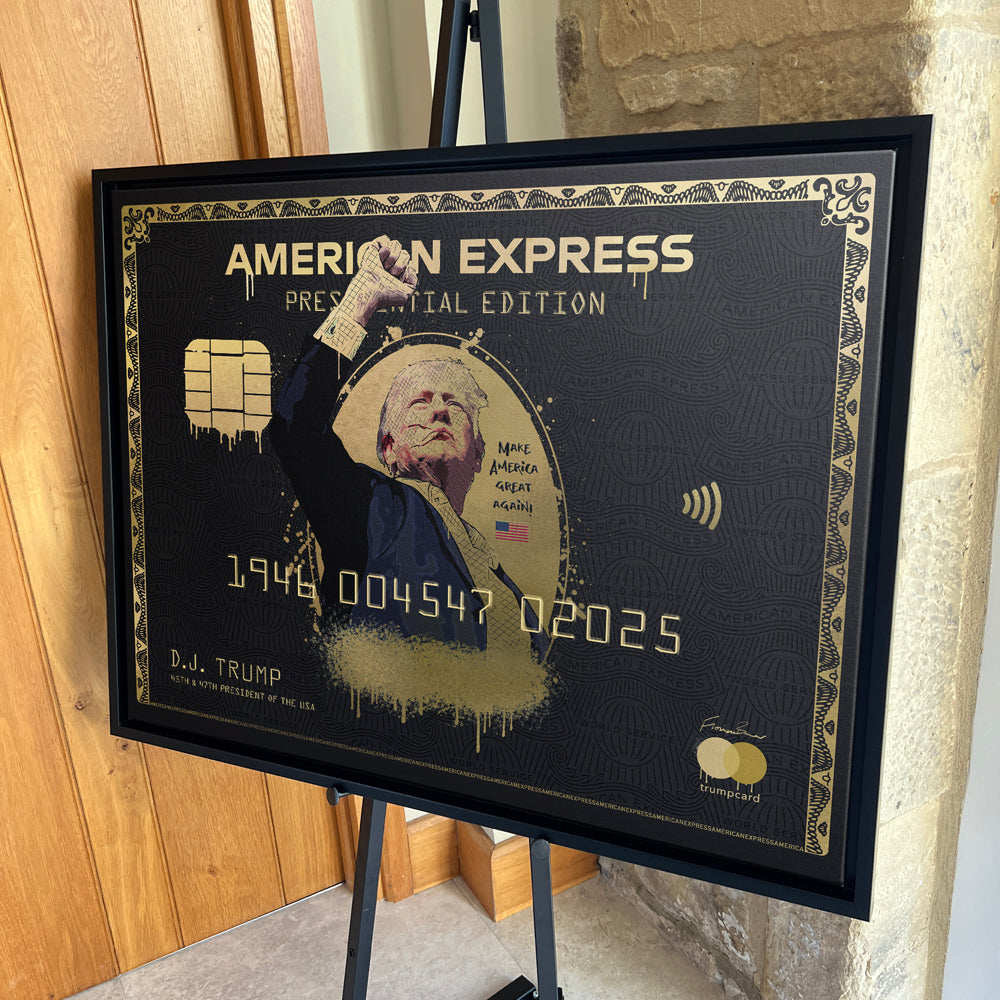 AMERICAN EXPRESS
PRESIDENTIAL EDITION
MAKE
AMERICA
GREAT
AGAIN!
1946 004547 02025
D.J. TRUMP
45TH & 47TH PRESIDENT OF THE USA
trumpcard
AMERICANEXPRESSAMERICANEXPRESSAMERICANEXPRESSAMERICANEXPRESSAMERICANEXPRESSAMERICANEXPRESSAMERICA